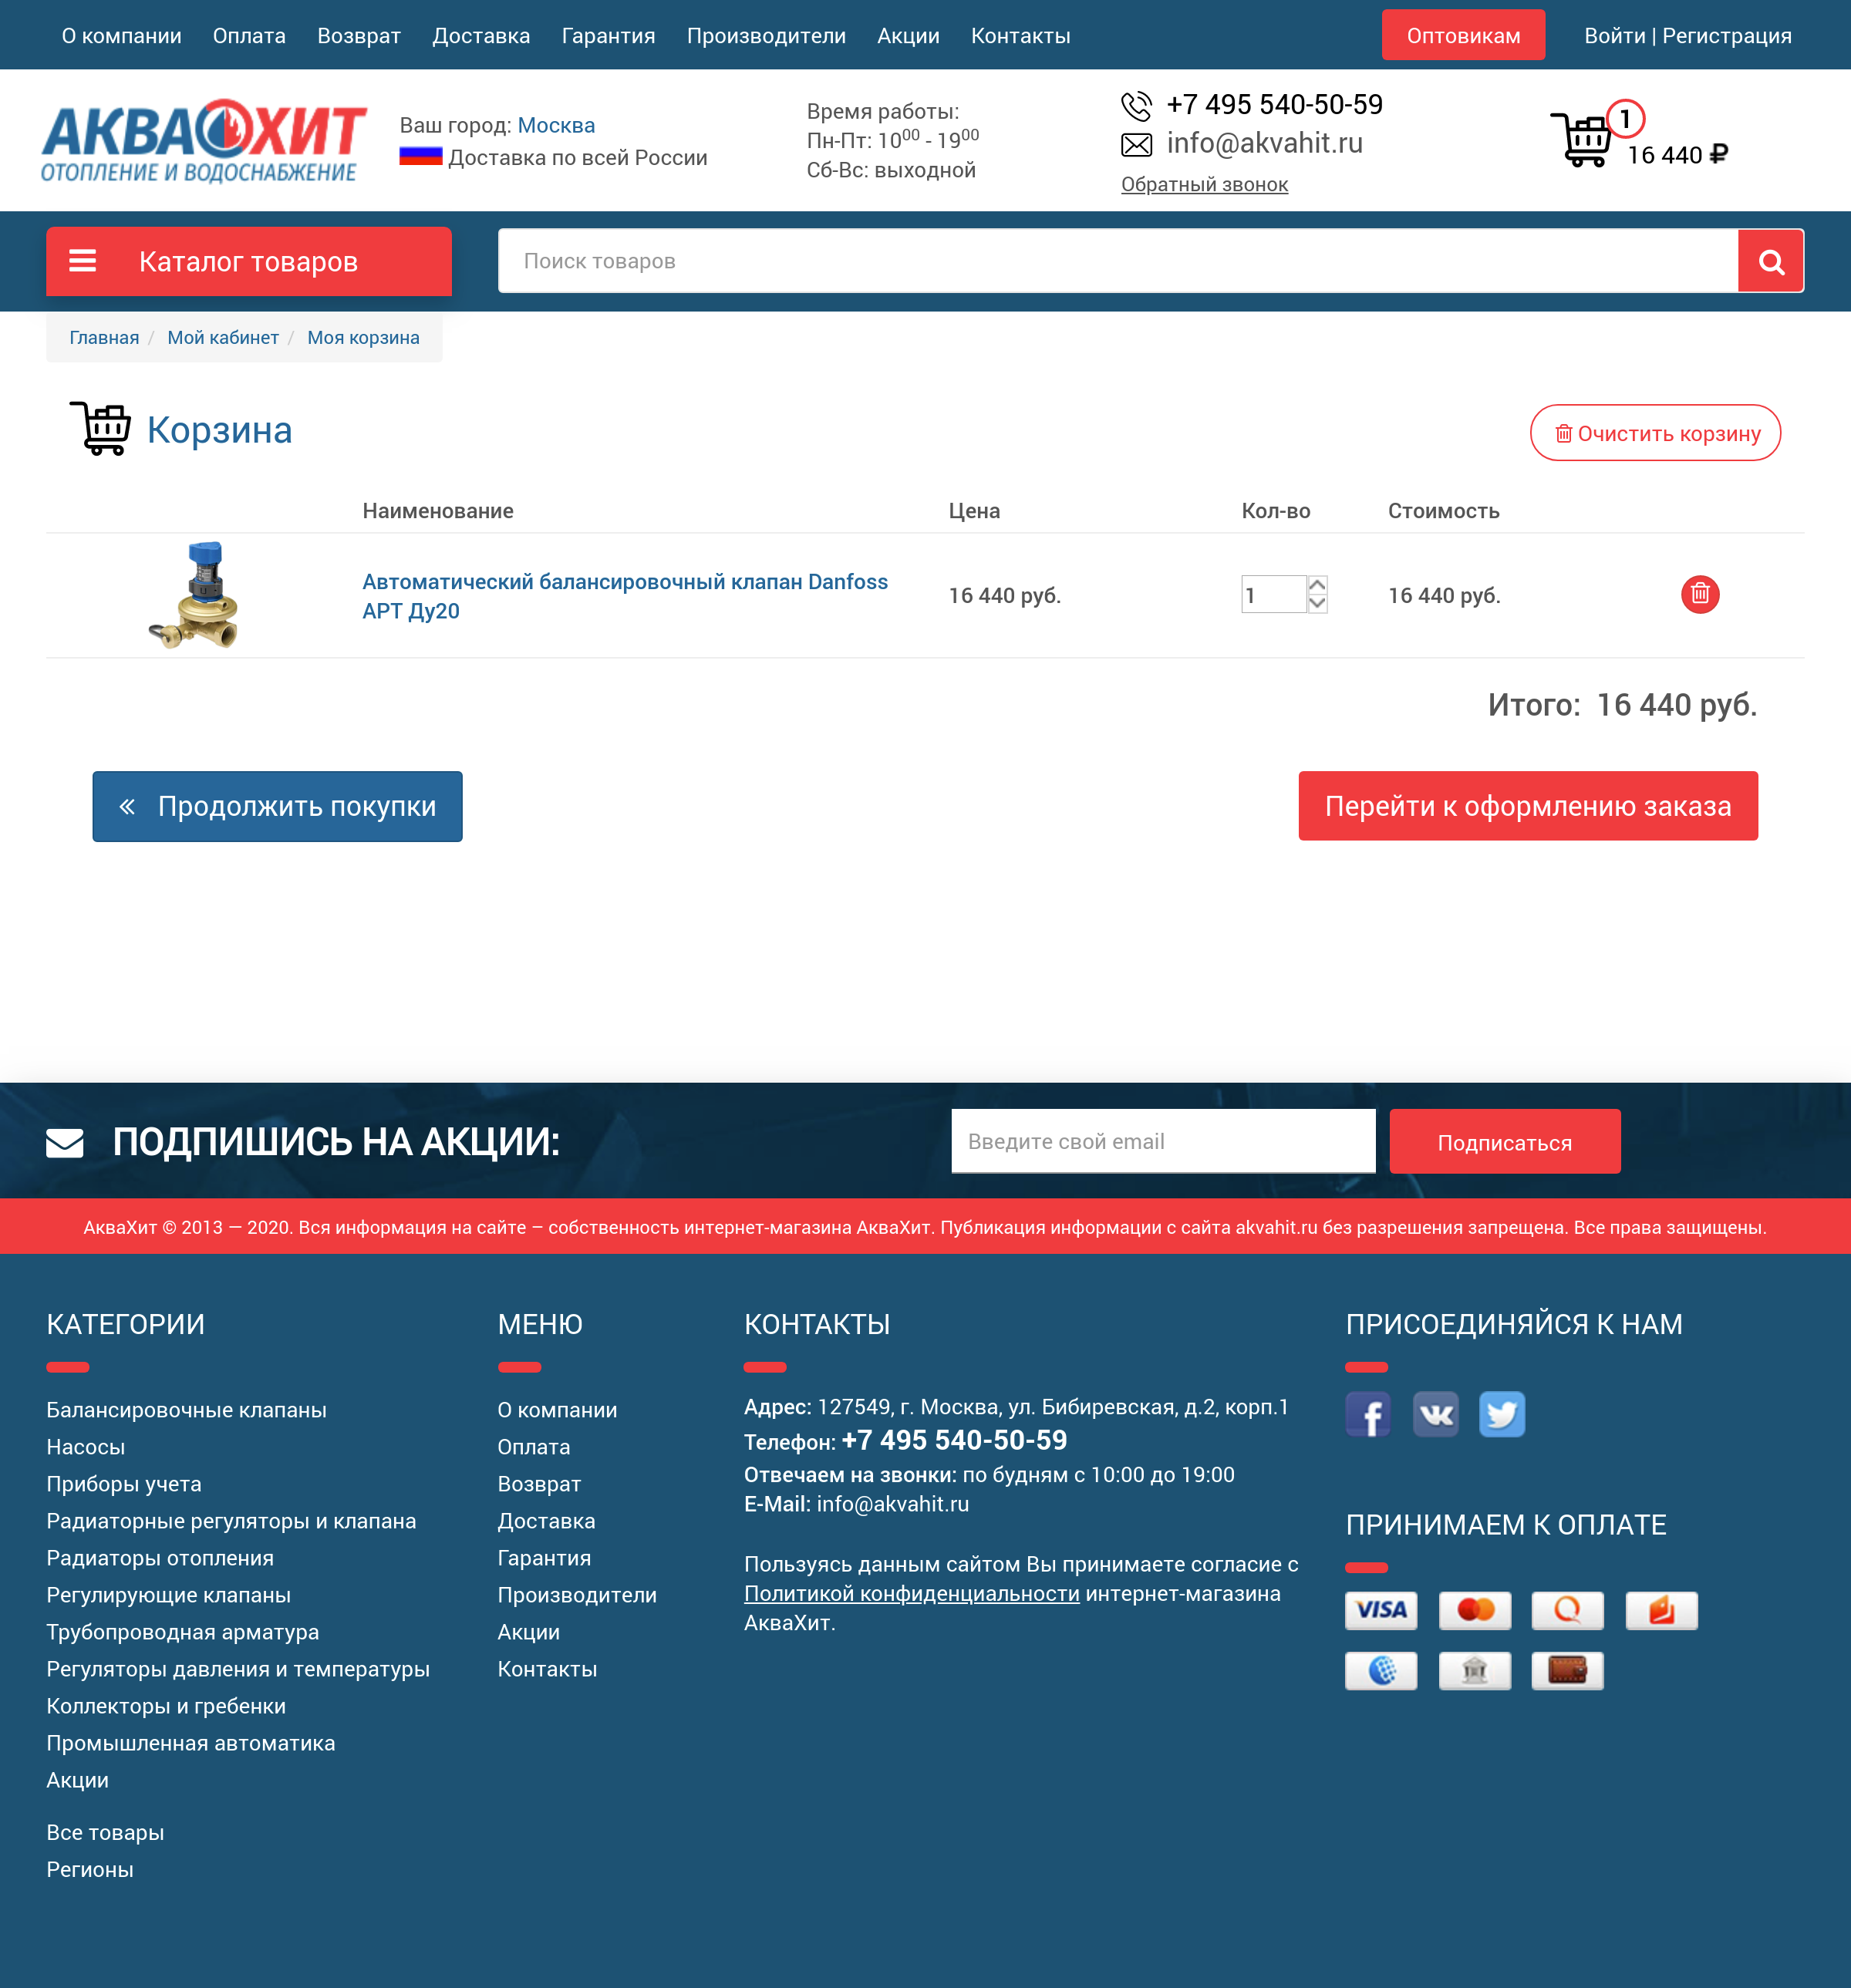 О компании Оплата Возврат Доставка Гарантия Производители Акции Контакты Оптовикам Войти | Регистрация
АКВАХИТ
ОТОПЛЕНИЕ И ВОДОСНАБЖЕНИЕ
Ваш город: Москва
Доставка по всей России
Время работы:
Пн-Пт: 10⁰⁰ - 19⁰⁰
Сб-Вс: выходной
+7 495 540-50-59
info@akvahit.ru
Обратный звонок
1
16 440 ₽
Каталог товаров
Поиск товаров
Главная / Мой кабинет / Моя корзина
Корзина
Очистить корзину
Наименование Цена Кол-во Стоимость
Автоматический балансировочный клапан Danfoss
APT Ду20
16 440 руб. 1 16 440 руб.
Итого: 16 440 руб.
« Продолжить покупки
Перейти к оформлению заказа
ПОДПИШИСЬ НА АКЦИИ:
Введите свой email
Подписаться
АкваХит © 2013 — 2020. Вся информация на сайте – собственность интернет-магазина АкваХит. Публикация информации с сайта akvahit.ru без разрешения запрещена. Все права защищены.
КАТЕГОРИИ
Балансировочные клапаны
Насосы
Приборы учета
Радиаторные регуляторы и клапана
Радиаторы отопления
Регулирующие клапаны
Трубопроводная арматура
Регуляторы давления и температуры
Коллекторы и гребенки
Промышленная автоматика
Акции
Все товары
Регионы
МЕНЮ
О компании
Оплата
Возврат
Доставка
Гарантия
Производители
Акции
Контакты
КОНТАКТЫ
Адрес: 127549, г. Москва, ул. Бибиревская, д.2, корп.1
Телефон: +7 495 540-50-59
Отвечаем на звонки: по будням с 10:00 до 19:00
E-Mail: info@akvahit.ru
Пользуясь данным сайтом Вы принимаете согласие с
Политикой конфиденциальности интернет-магазина
АкваХит.
ПРИСОЕДИНЯЙСЯ К НАМ
ПРИНИМАЕМ К ОПЛАТЕ
VISA